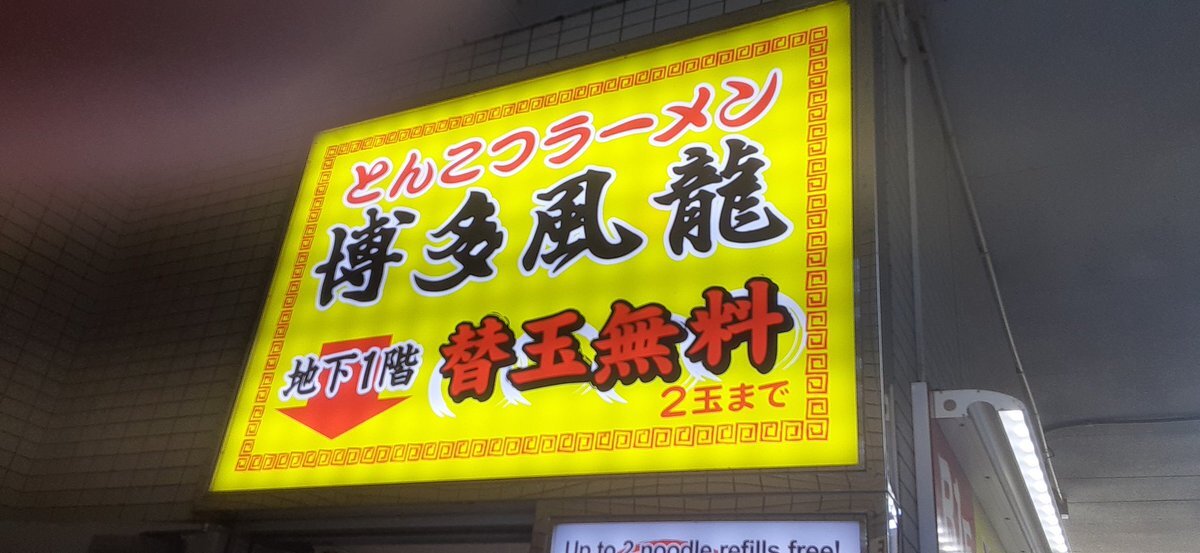 とんこつラーメン
博多風龍
地下1階
替玉無料
2玉まで
Up to 2 noodle refills free!